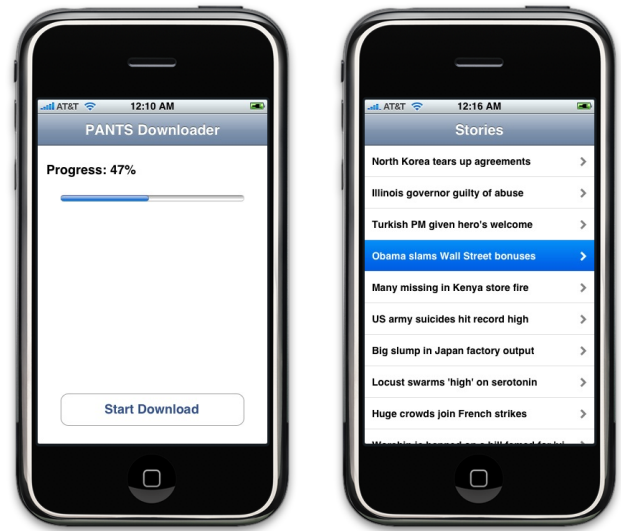 AT&T 12:10 AM
PANTS Downloader
Progress: 47%
Start Download
AT&T 12:16 AM
Stories
North Korea tears up agreements
Illinois governor guilty of abuse
Turkish PM given hero's welcome
Obama slams Wall Street bonuses
Many missing in Kenya store fire
US army suicides hit record high
Big slump in Japan factory output
Locust swarms 'high' on serotonin
Huge crowds join French strikes